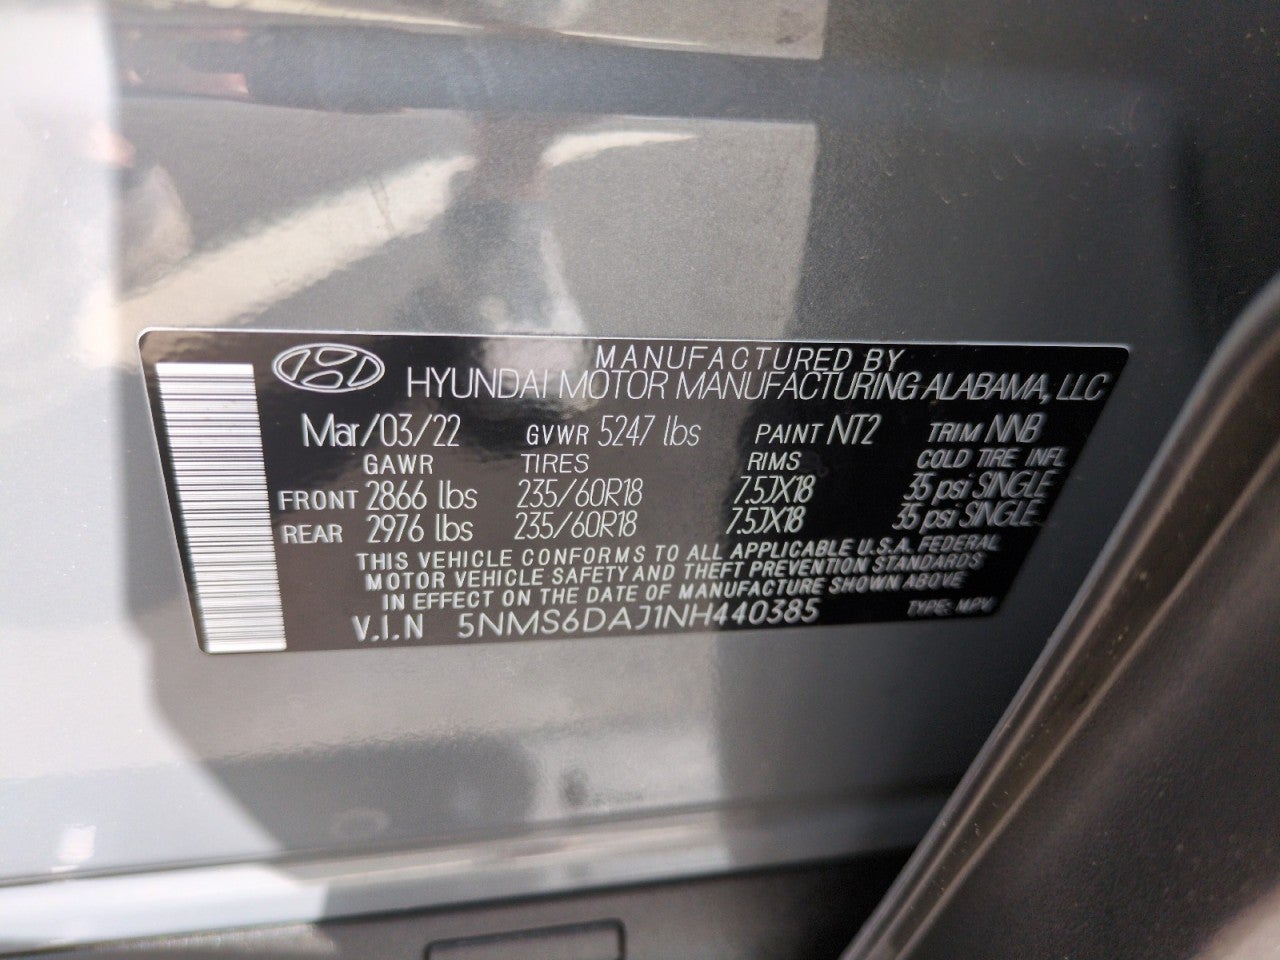 MANUFACTURED BY
HYUNDAI MOTOR MANUFACTURING ALABAMA, LLC
Mar/03/22 GVWR 5247 lbs PAINT NT2 TRIM NNB
GAWR TIRES RIMS COLD TIRE INFL
FRONT 2866 lbs 235/60R18 7.5JX18 35 psi SINGLE
REAR 2976 lbs 235/60R18 7.5JX18 35 psi SINGLE
THIS VEHICLE CONFORMS TO ALL APPLICABLE U.S.A. FEDERAL
MOTOR VEHICLE SAFETY AND THEFT PREVENTION STANDARDS
IN EFFECT ON THE DATE OF MANUFACTURE SHOWN ABOVE
V.I.N 5NMS6DAJ1NH440385 TYPE: MPV